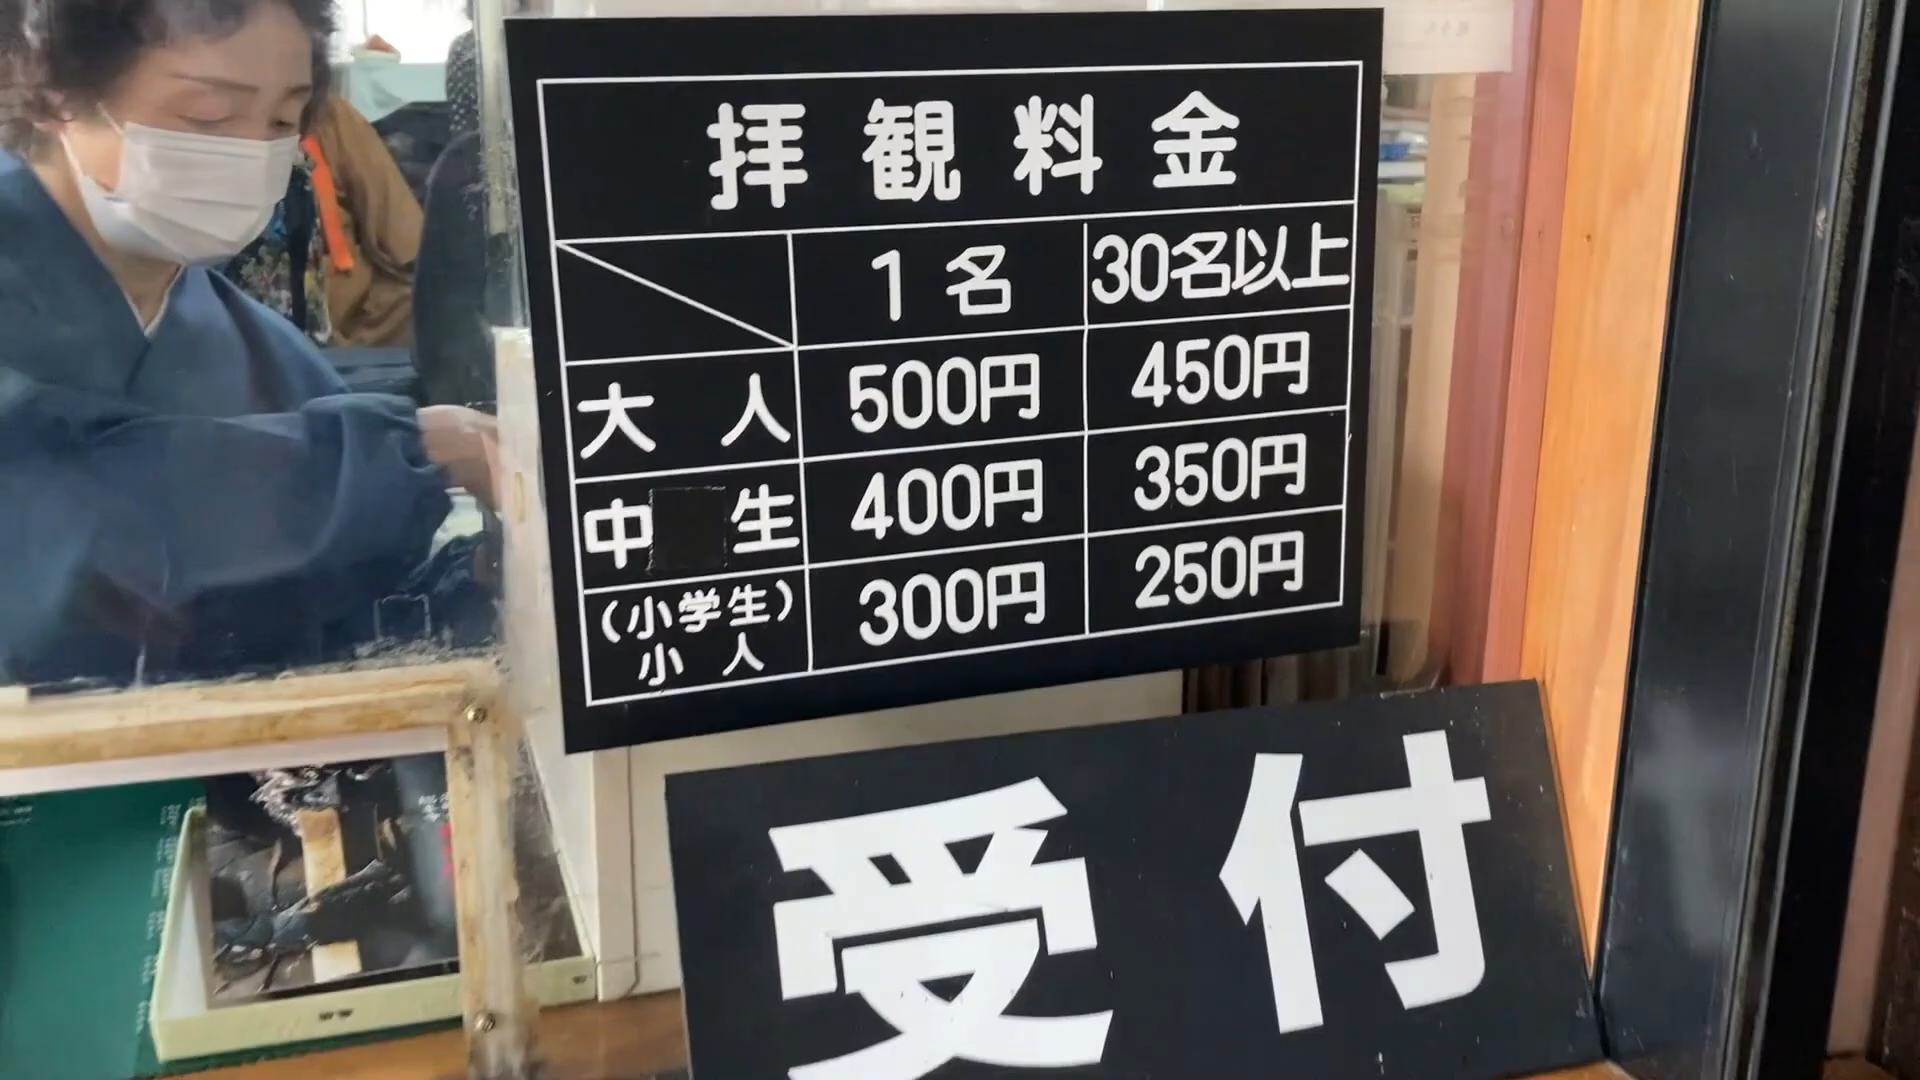 拝観料金
1名 30名以上
大人 500円 450円
中 生 400円 350円
(小学生)
小人 300円 250円
受付